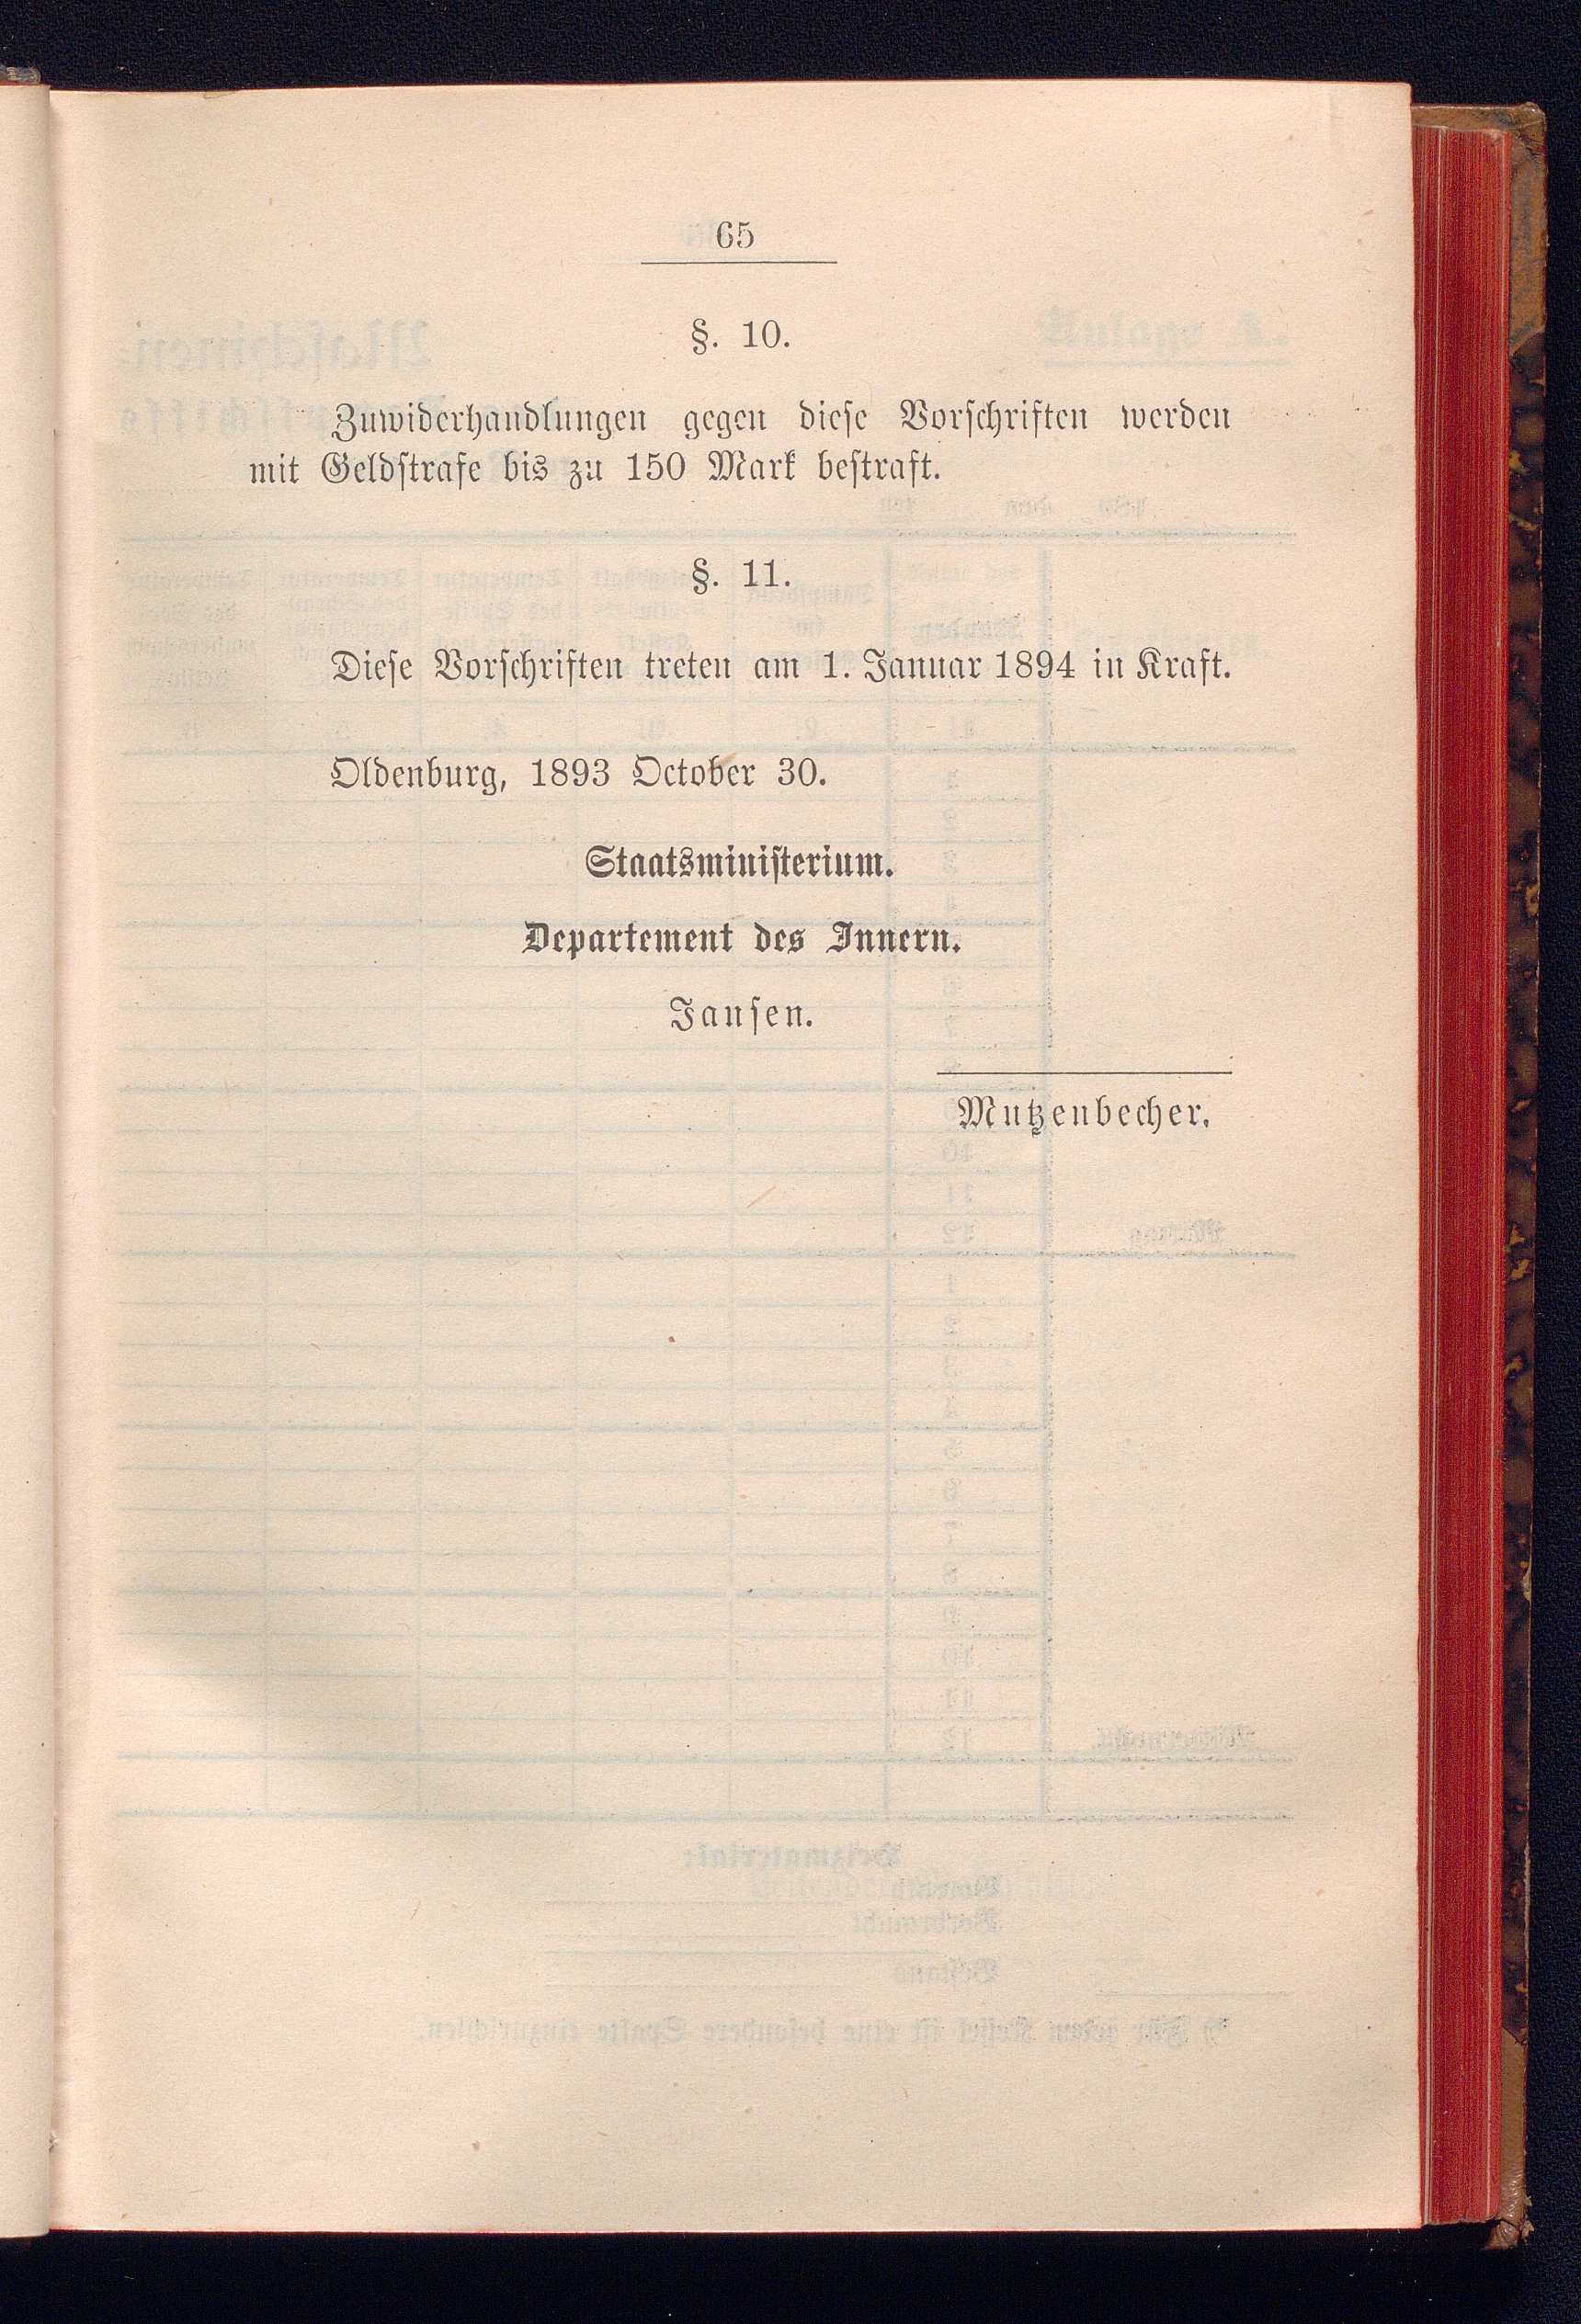 65
§. 10.
Zuwiderhandlungen gegen diese Vorschriften werden
mit Geldstrafe bis zu 150 Mark bestraft.
§. 11.
Diese Vorschriften treten am 1. Januar 1894 in Kraft.
Oldenburg, 1893 October 30.
Staatsministerium.
Departement des Innern.
Jansen.
Mutzenbecher.